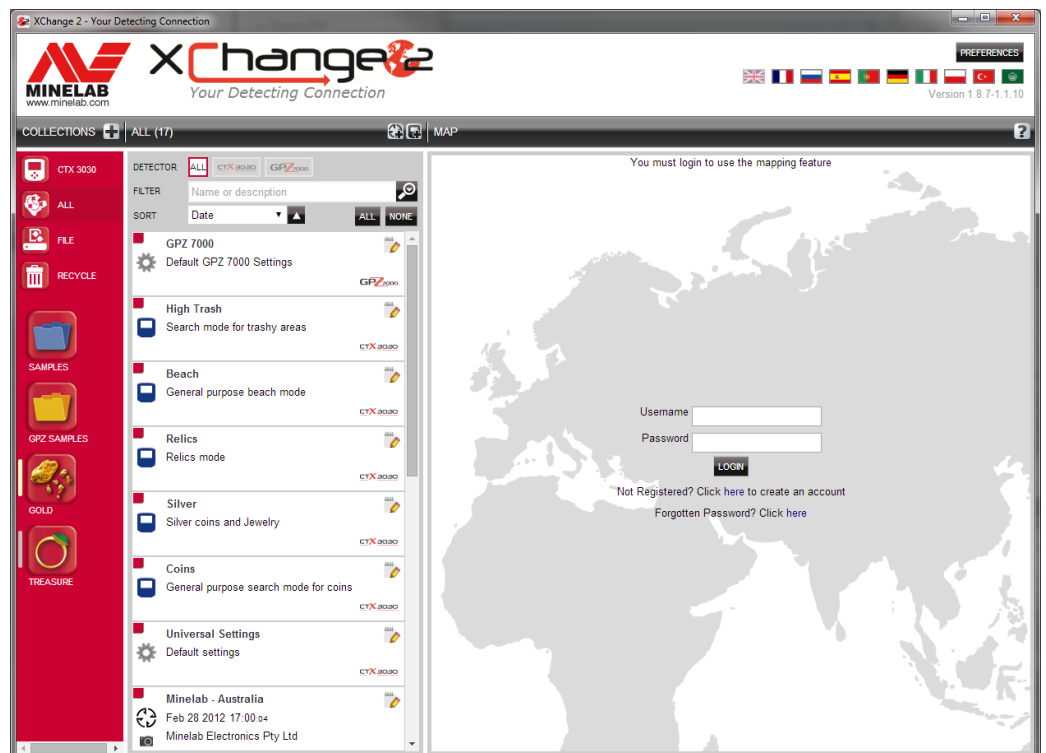 XChange 2 - Your Detecting Connection
MINELAB
www.minelab.com
XChange 2
Your Detecting Connection
PREFERENCES
Version 1.8.7-1.1.10
COLLECTIONS
ALL (17)
MAP
?
CTX 3030
ALL
FILE
RECYCLE
SAMPLES
GPZ SAMPLES
GOLD
TREASURE
DETECTOR ALL CTX 3030 GPZ 7000
FILTER Name or description
SORT Date ALL NONE
GPZ 7000
Default GPZ 7000 Settings
GPZ 7000
High Trash
Search mode for trashy areas
CTX 3030
Beach
General purpose beach mode
CTX 3030
Relics
Relics mode
CTX 3030
Silver
Silver coins and Jewelry
CTX 3030
Coins
General purpose search mode for coins
CTX 3030
Universal Settings
Default settings
CTX 3030
Minelab - Australia
Feb 28 2012 17:00:04
Minelab Electronics Pty Ltd
You must login to use the mapping feature
Username
Password
LOGIN
Not Registered? Click here to create an account
Forgotten Password? Click here